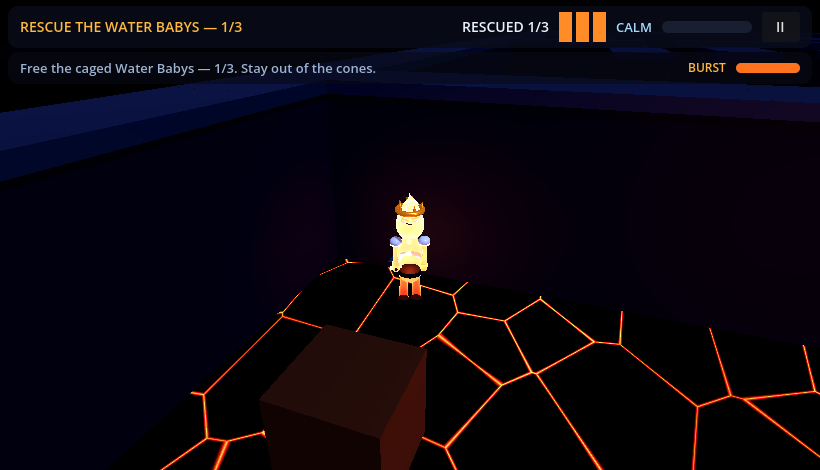 RESCUE THE WATER BABYS — 1/3
RESCUED 1/3
CALM
Free the caged Water Babys — 1/3. Stay out of the cones.
BURST